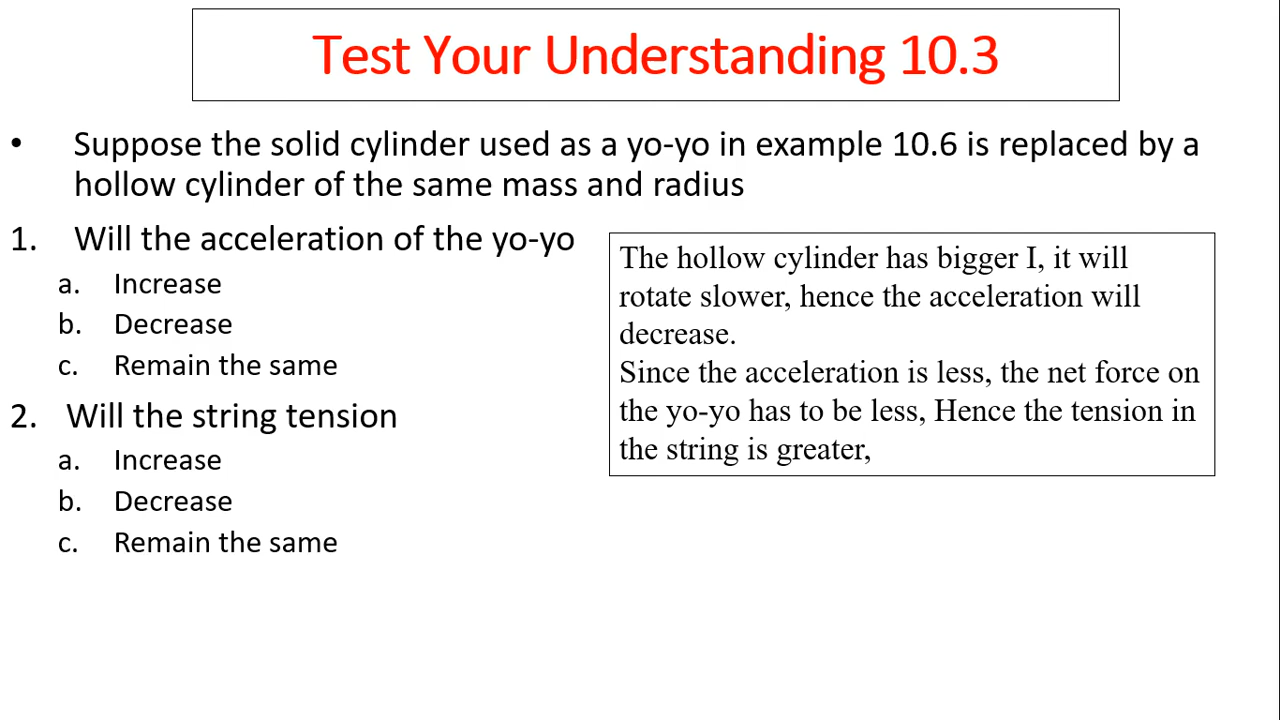 Test Your Understanding 10.3
• Suppose the solid cylinder used as a yo-yo in example 10.6 is replaced by a
hollow cylinder of the same mass and radius
1. Will the acceleration of the yo-yo
a. Increase
b. Decrease
c. Remain the same
2. Will the string tension
a. Increase
b. Decrease
c. Remain the same
The hollow cylinder has bigger I, it will
rotate slower, hence the acceleration will
decrease.
Since the acceleration is less, the net force on
the yo-yo has to be less, Hence the tension in
the string is greater,